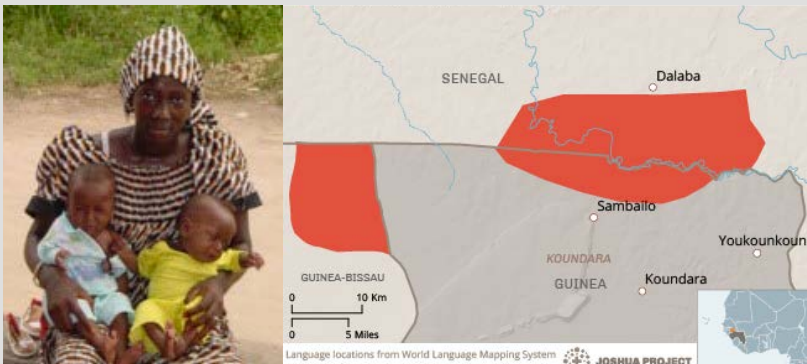 SENEGAL
Dalaba
Sambailo
Youkounkoun
KOUNDARA
GUINEA-BISSAU
GUINEA
Koundara
0 10 Km
0 5 Miles
Language locations from World Language Mapping System
JOSHUA PROJECT